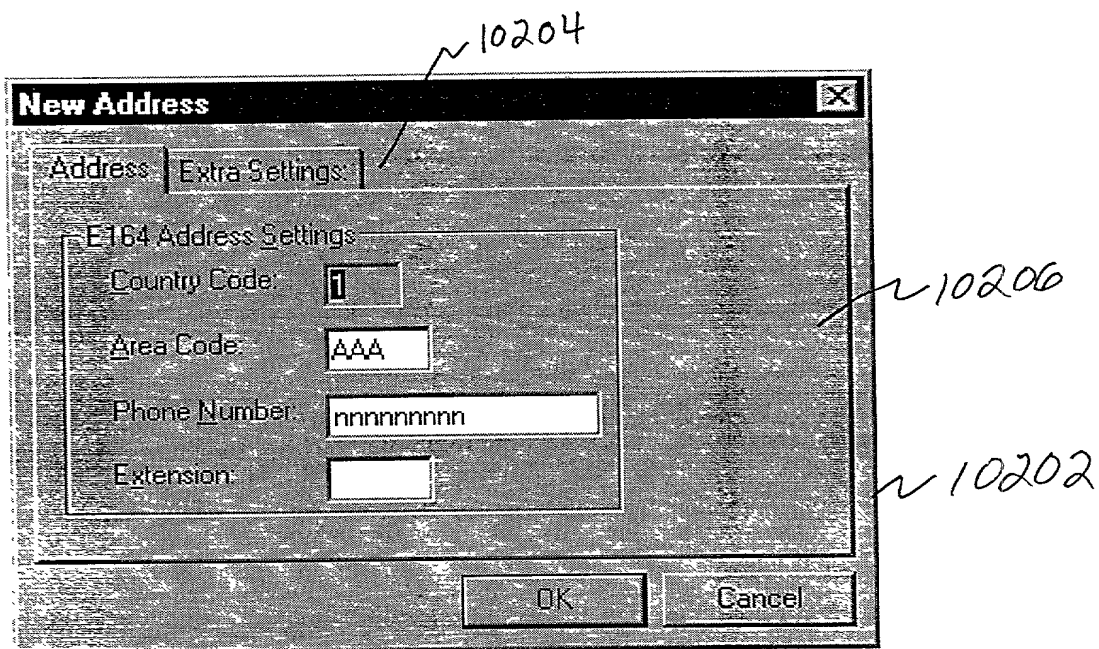 10204
New Address
Address Extra Settings:
E164 Address Settings
Country Code: 1
10206
Area Code: AAA
Phone Number: nnnnnnnnnn
Extension:
10202
OK Cancel